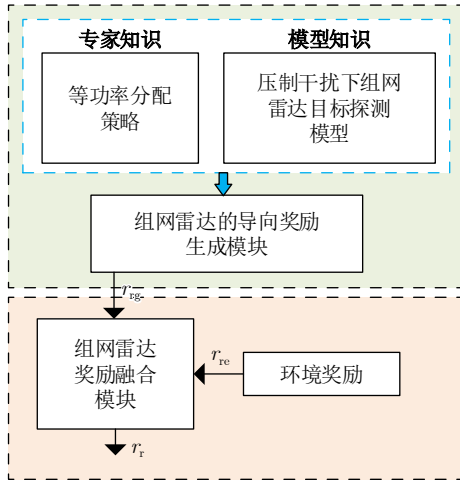 专家知识
模型知识
等功率分配
策略
压制干扰下组网
雷达目标探测
模型
组网雷达的导向奖励
生成模块
r_rg
组网雷达
奖励融合
模块
r_re
环境奖励
r_r